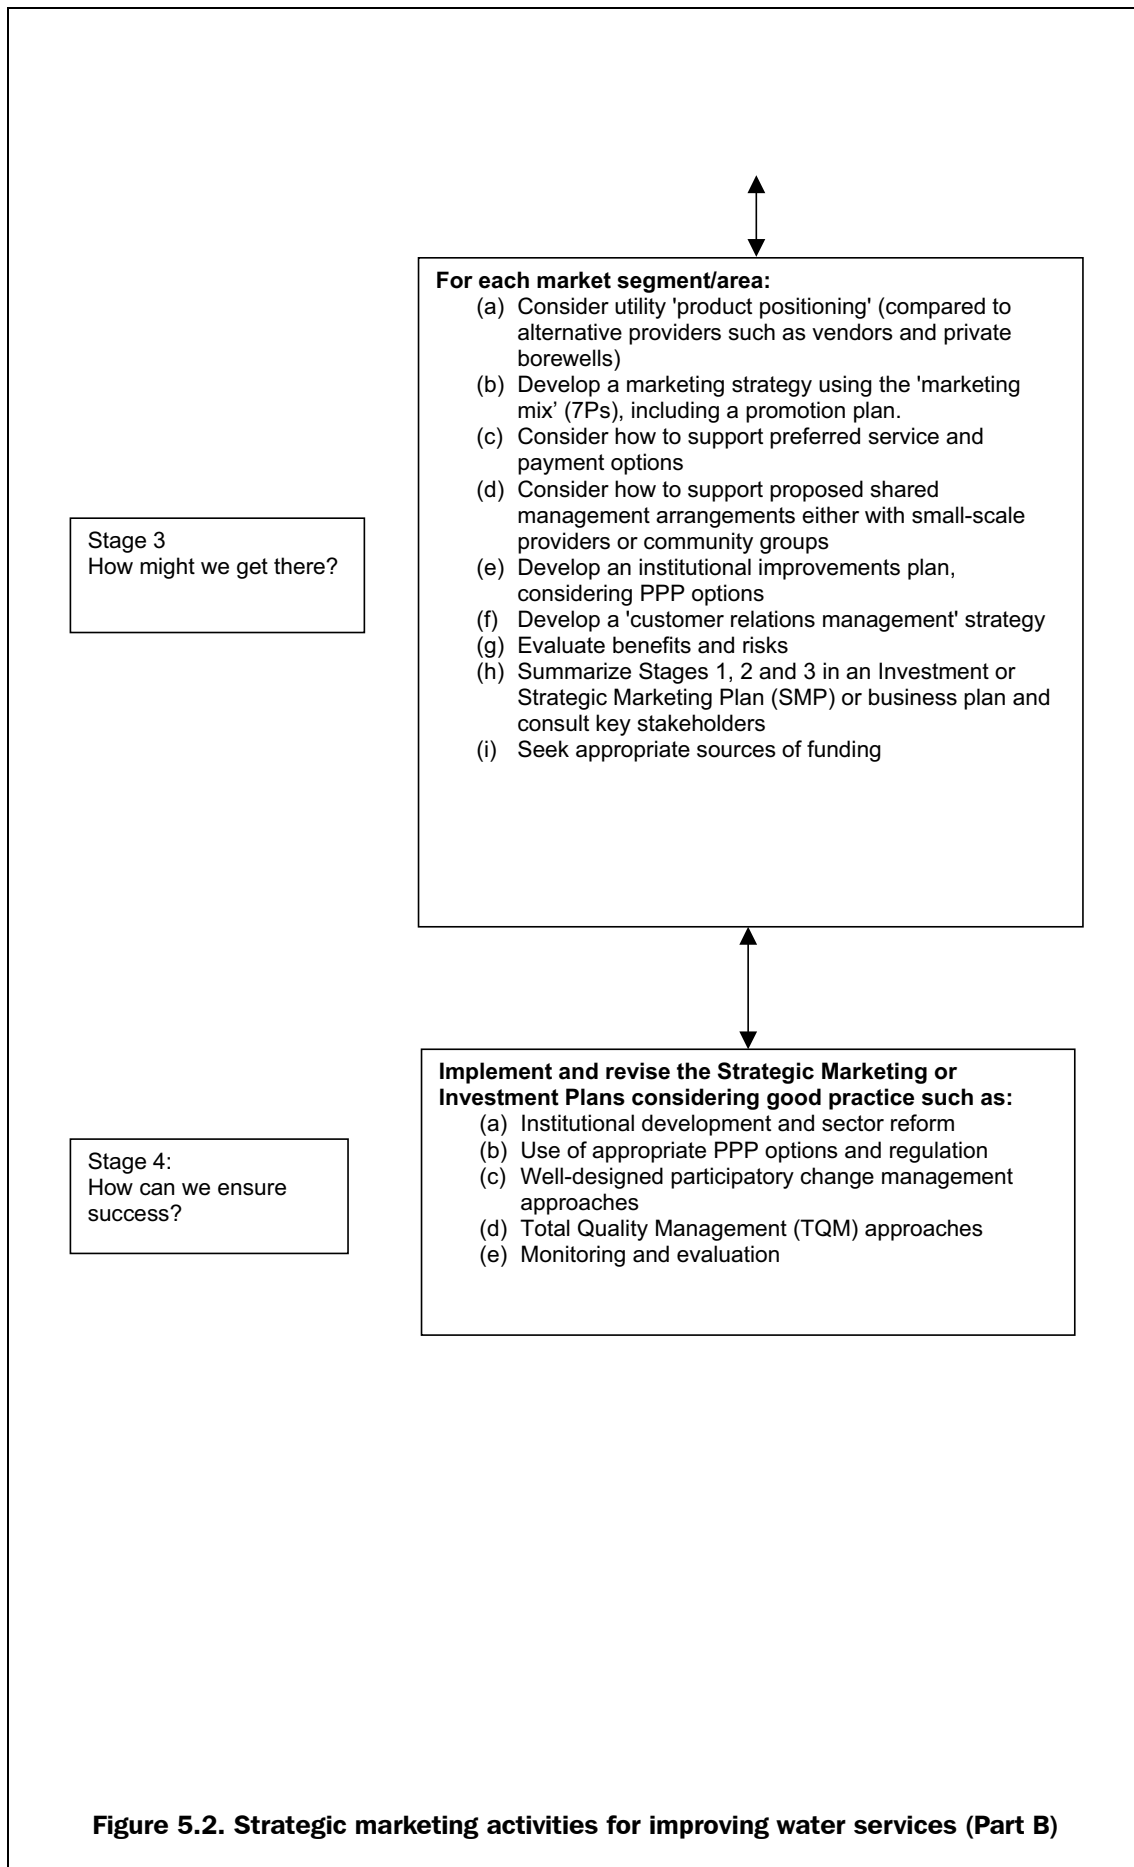 For each market segment/area:
(a) Consider utility 'product positioning' (compared to
alternative providers such as vendors and private
borewells)
(b) Develop a marketing strategy using the 'marketing
mix’ (7Ps), including a promotion plan.
(c) Consider how to support preferred service and
payment options
(d) Consider how to support proposed shared
management arrangements either with small-scale
providers or community groups
(e) Develop an institutional improvements plan,
considering PPP options
(f) Develop a 'customer relations management' strategy
(g) Evaluate benefits and risks
(h) Summarize Stages 1, 2 and 3 in an Investment or
Strategic Marketing Plan (SMP) or business plan and
consult key stakeholders
(i) Seek appropriate sources of funding
Stage 3
How might we get there?
Implement and revise the Strategic Marketing or
Investment Plans considering good practice such as:
(a) Institutional development and sector reform
(b) Use of appropriate PPP options and regulation
(c) Well-designed participatory change management
approaches
(d) Total Quality Management (TQM) approaches
(e) Monitoring and evaluation
Stage 4:
How can we ensure
success?
Figure 5.2. Strategic marketing activities for improving water services (Part B)